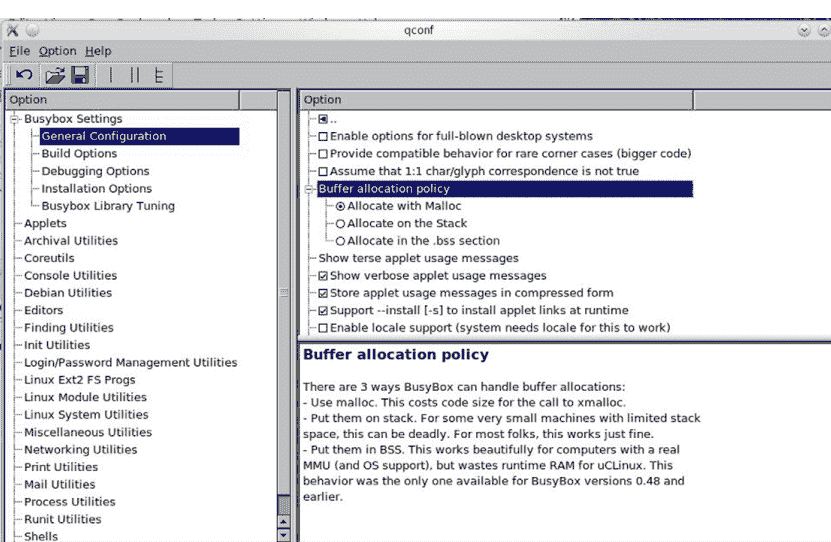 qconf
File Option Help
Option
Busybox Settings
General Configuration
Build Options
Debugging Options
Installation Options
Busybox Library Tuning
Applets
Archival Utilities
Coreutils
Console Utilities
Debian Utilities
Editors
Finding Utilities
Init Utilities
Login/Password Management Utilities
Linux Ext2 FS Progs
Linux Module Utilities
Linux System Utilities
Miscellaneous Utilities
Networking Utilities
Print Utilities
Mail Utilities
Process Utilities
Runit Utilities
Shells
Option
..
Enable options for full-blown desktop systems
Provide compatible behavior for rare corner cases (bigger code)
Assume that 1:1 char/glyph correspondence is not true
Buffer allocation policy
Allocate with Malloc
Allocate on the Stack
Allocate in the .bss section
Show terse applet usage messages
Show verbose applet usage messages
Store applet usage messages in compressed form
Support --install [-s] to install applet links at runtime
Enable locale support (system needs locale for this to work)
Buffer allocation policy
There are 3 ways BusyBox can handle buffer allocations:
- Use malloc. This costs code size for the call to xmalloc.
- Put them on stack. For some very small machines with limited stack
space, this can be deadly. For most folks, this works just fine.
- Put them in BSS. This works beautifully for computers with a real
MMU (and OS support), but wastes runtime RAM for uCLinux. This
behavior was the only one available for BusyBox versions 0.48 and
earlier.